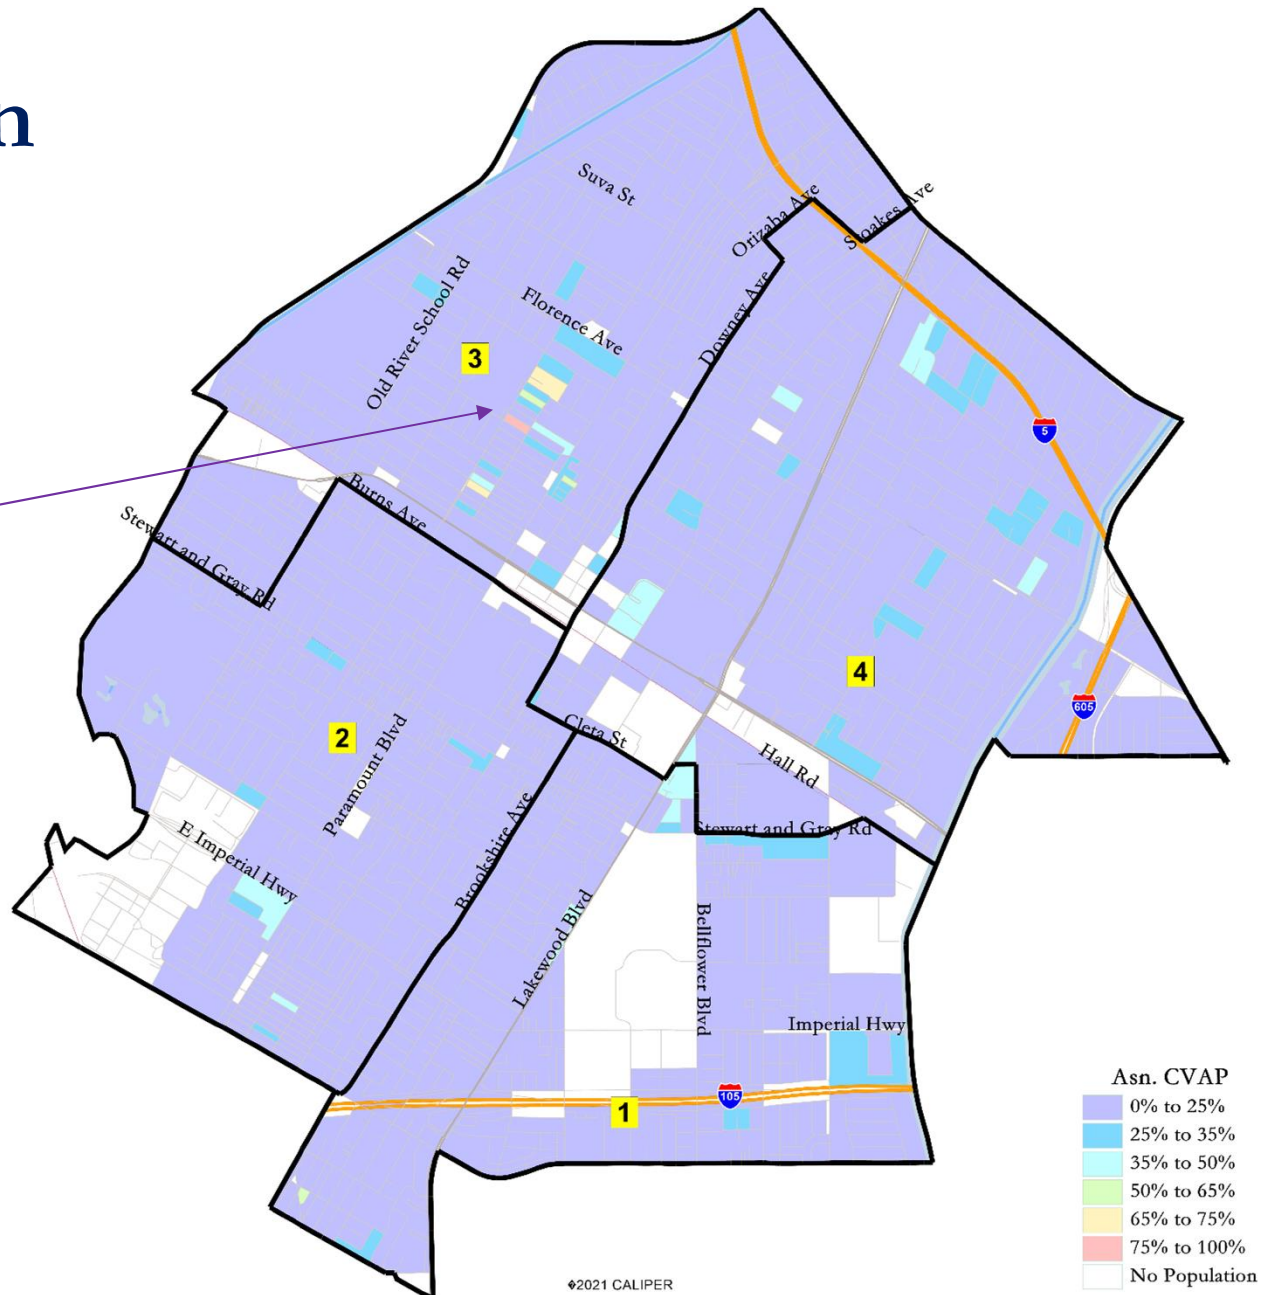 n
Suva St
Orizaba Ave
Stoakes Ave
Old River School Rd
Florence Ave
Downey Ave
3
5
Burns Ave
Stewart and Gray Rd
4
605
2
Paramount Blvd
Cleta St
Hall Rd
E Imperial Hwy
Brookshire Ave
Stewart and Gray Rd
Lakewood Blvd
Bellflower Blvd
Imperial Hwy
105
1
Asn. CVAP
0% to 25%
25% to 35%
35% to 50%
50% to 65%
65% to 75%
75% to 100%
No Population
�2021 CALIPER